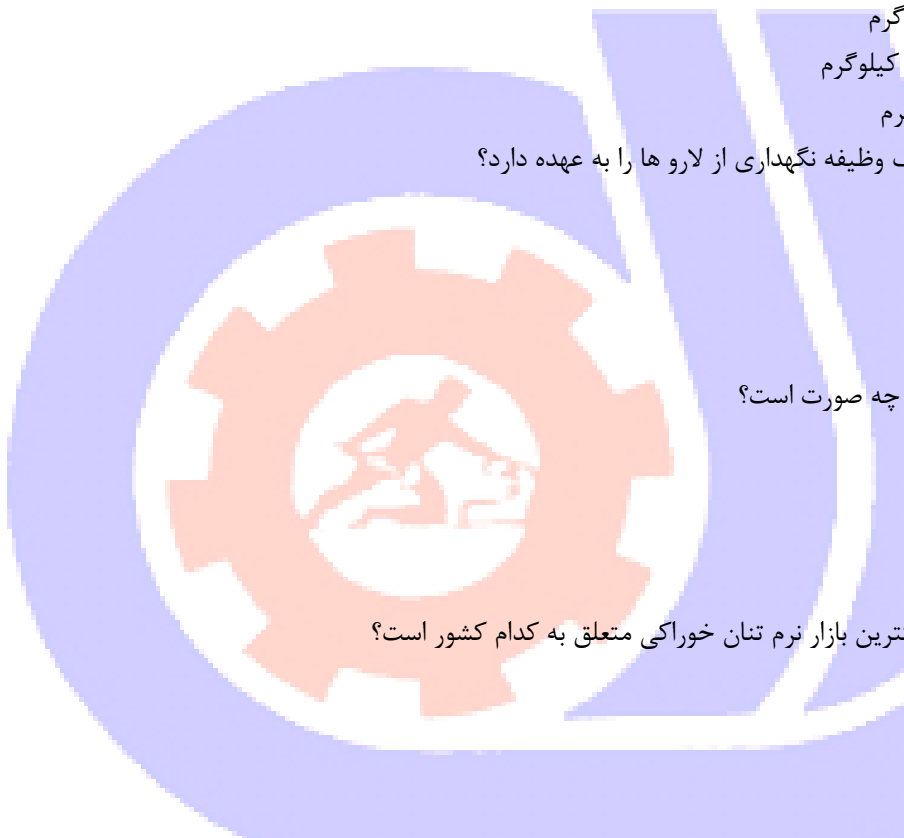 گرم
کیلوگرم
رم
وظیفه نگهداری از لارو ها را به عهده دارد؟
چه صورت است؟
نترین بازار نرم تنان خوراکی متعلق به کدام کشور است؟